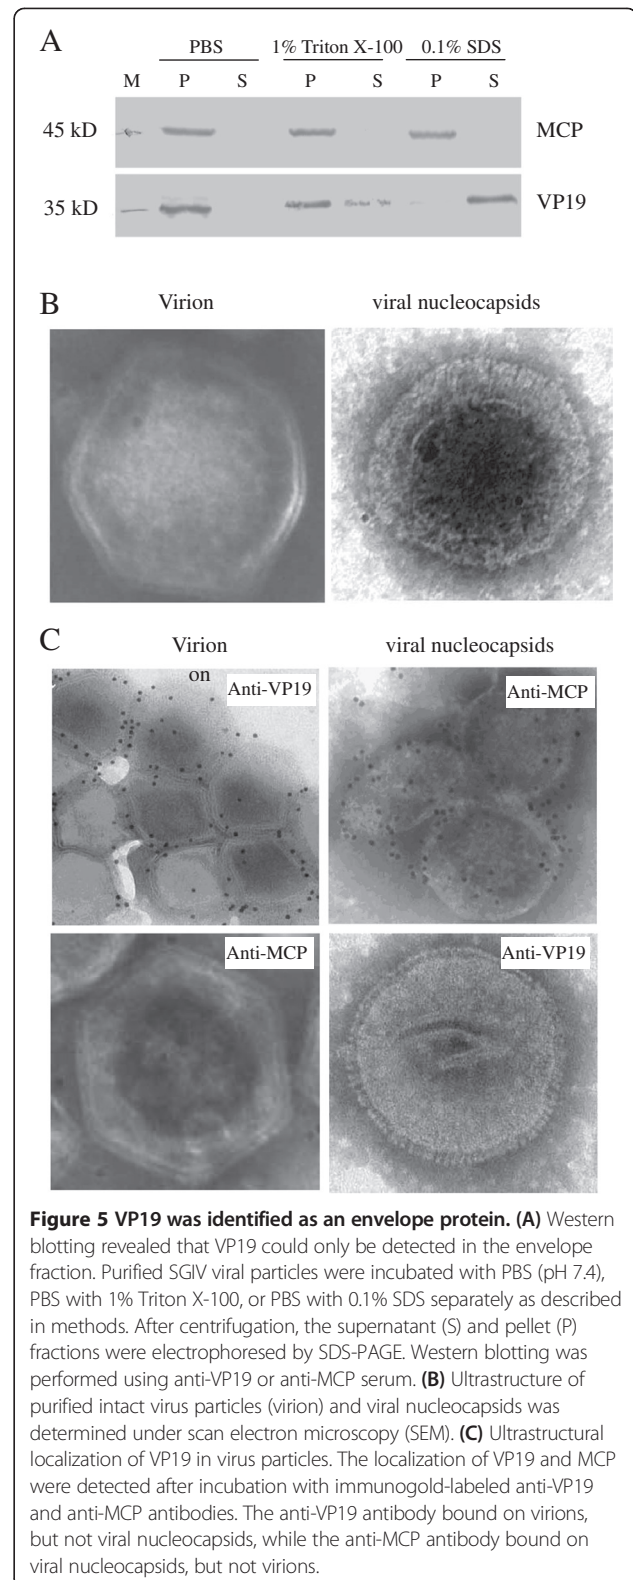 A
PBS 1% Triton X-100 0.1% SDS
M P S P S P S
45 kD MCP
35 kD VP19
B Virion viral nucleocapsids
C Virion viral nucleocapsids
on
Anti-VP19 Anti-MCP
Anti-MCP Anti-VP19
Figure 5 VP19 was identified as an envelope protein. (A) Western
blotting revealed that VP19 could only be detected in the envelope
fraction. Purified SGIV viral particles were incubated with PBS (pH 7.4),
PBS with 1% Triton X-100, or PBS with 0.1% SDS separately as described
in methods. After centrifugation, the supernatant (S) and pellet (P)
fractions were electrophoresed by SDS-PAGE. Western blotting was
performed using anti-VP19 or anti-MCP serum. (B) Ultrastructure of
purified intact virus particles (virion) and viral nucleocapsids was
determined under scan electron microscopy (SEM). (C) Ultrastructural
localization of VP19 in virus particles. The localization of VP19 and MCP
were detected after incubation with immunogold-labeled anti-VP19
and anti-MCP antibodies. The anti-VP19 antibody bound on virions,
but not viral nucleocapsids, while the anti-MCP antibody bound on
viral nucleocapsids, but not virions.